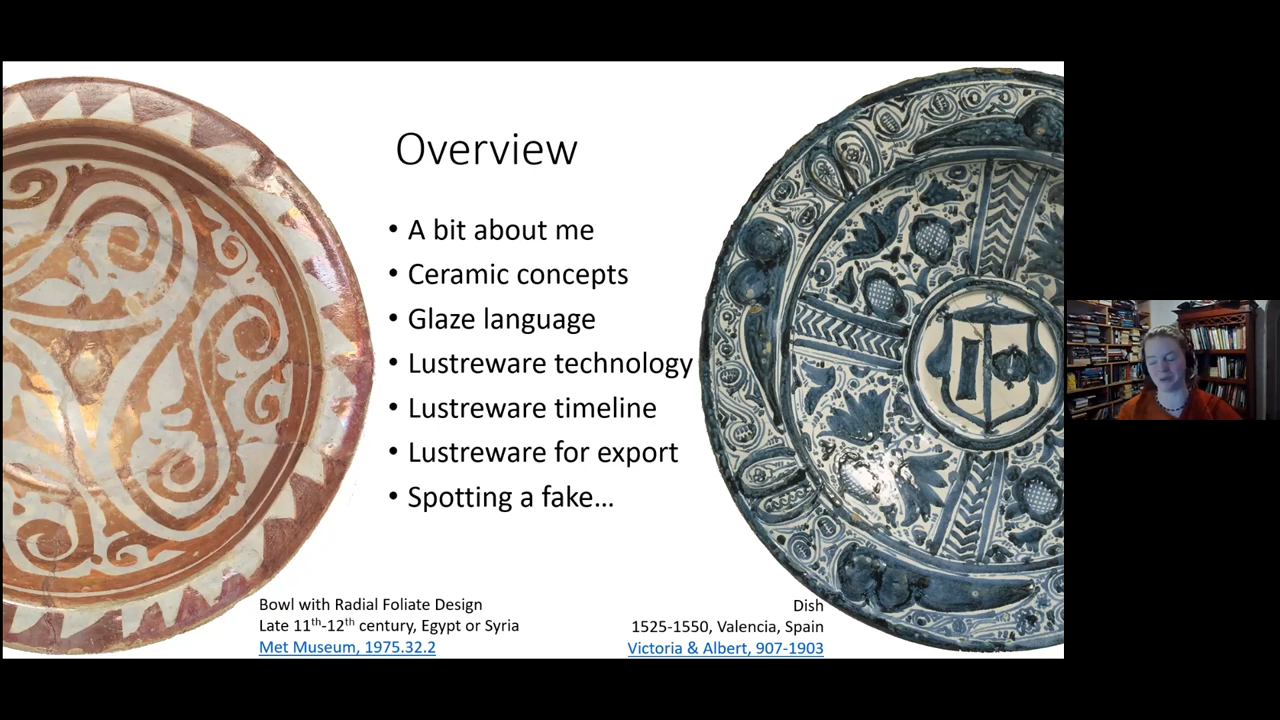 Overview
• A bit about me
• Ceramic concepts
• Glaze language
• Lustreware technology
• Lustreware timeline
• Lustreware for export
• Spotting a fake…
Bowl with Radial Foliate Design
Late 11th-12th century, Egypt or Syria
Met Museum, 1975.32.2
Dish
1525-1550, Valencia, Spain
Victoria & Albert, 907-1903